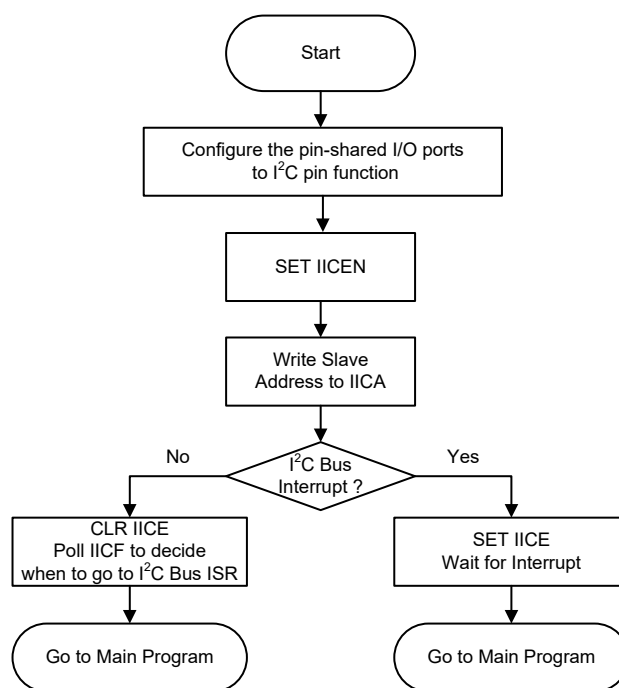 Start
Configure the pin-shared I/O ports
to I²C pin function
SET IICEN
Write Slave
Address to IICA
No
I²C Bus
Interrupt ?
Yes
CLR IICE
Poll IICF to decide
when to go to I²C Bus ISR
SET IICE
Wait for Interrupt
Go to Main Program
Go to Main Program